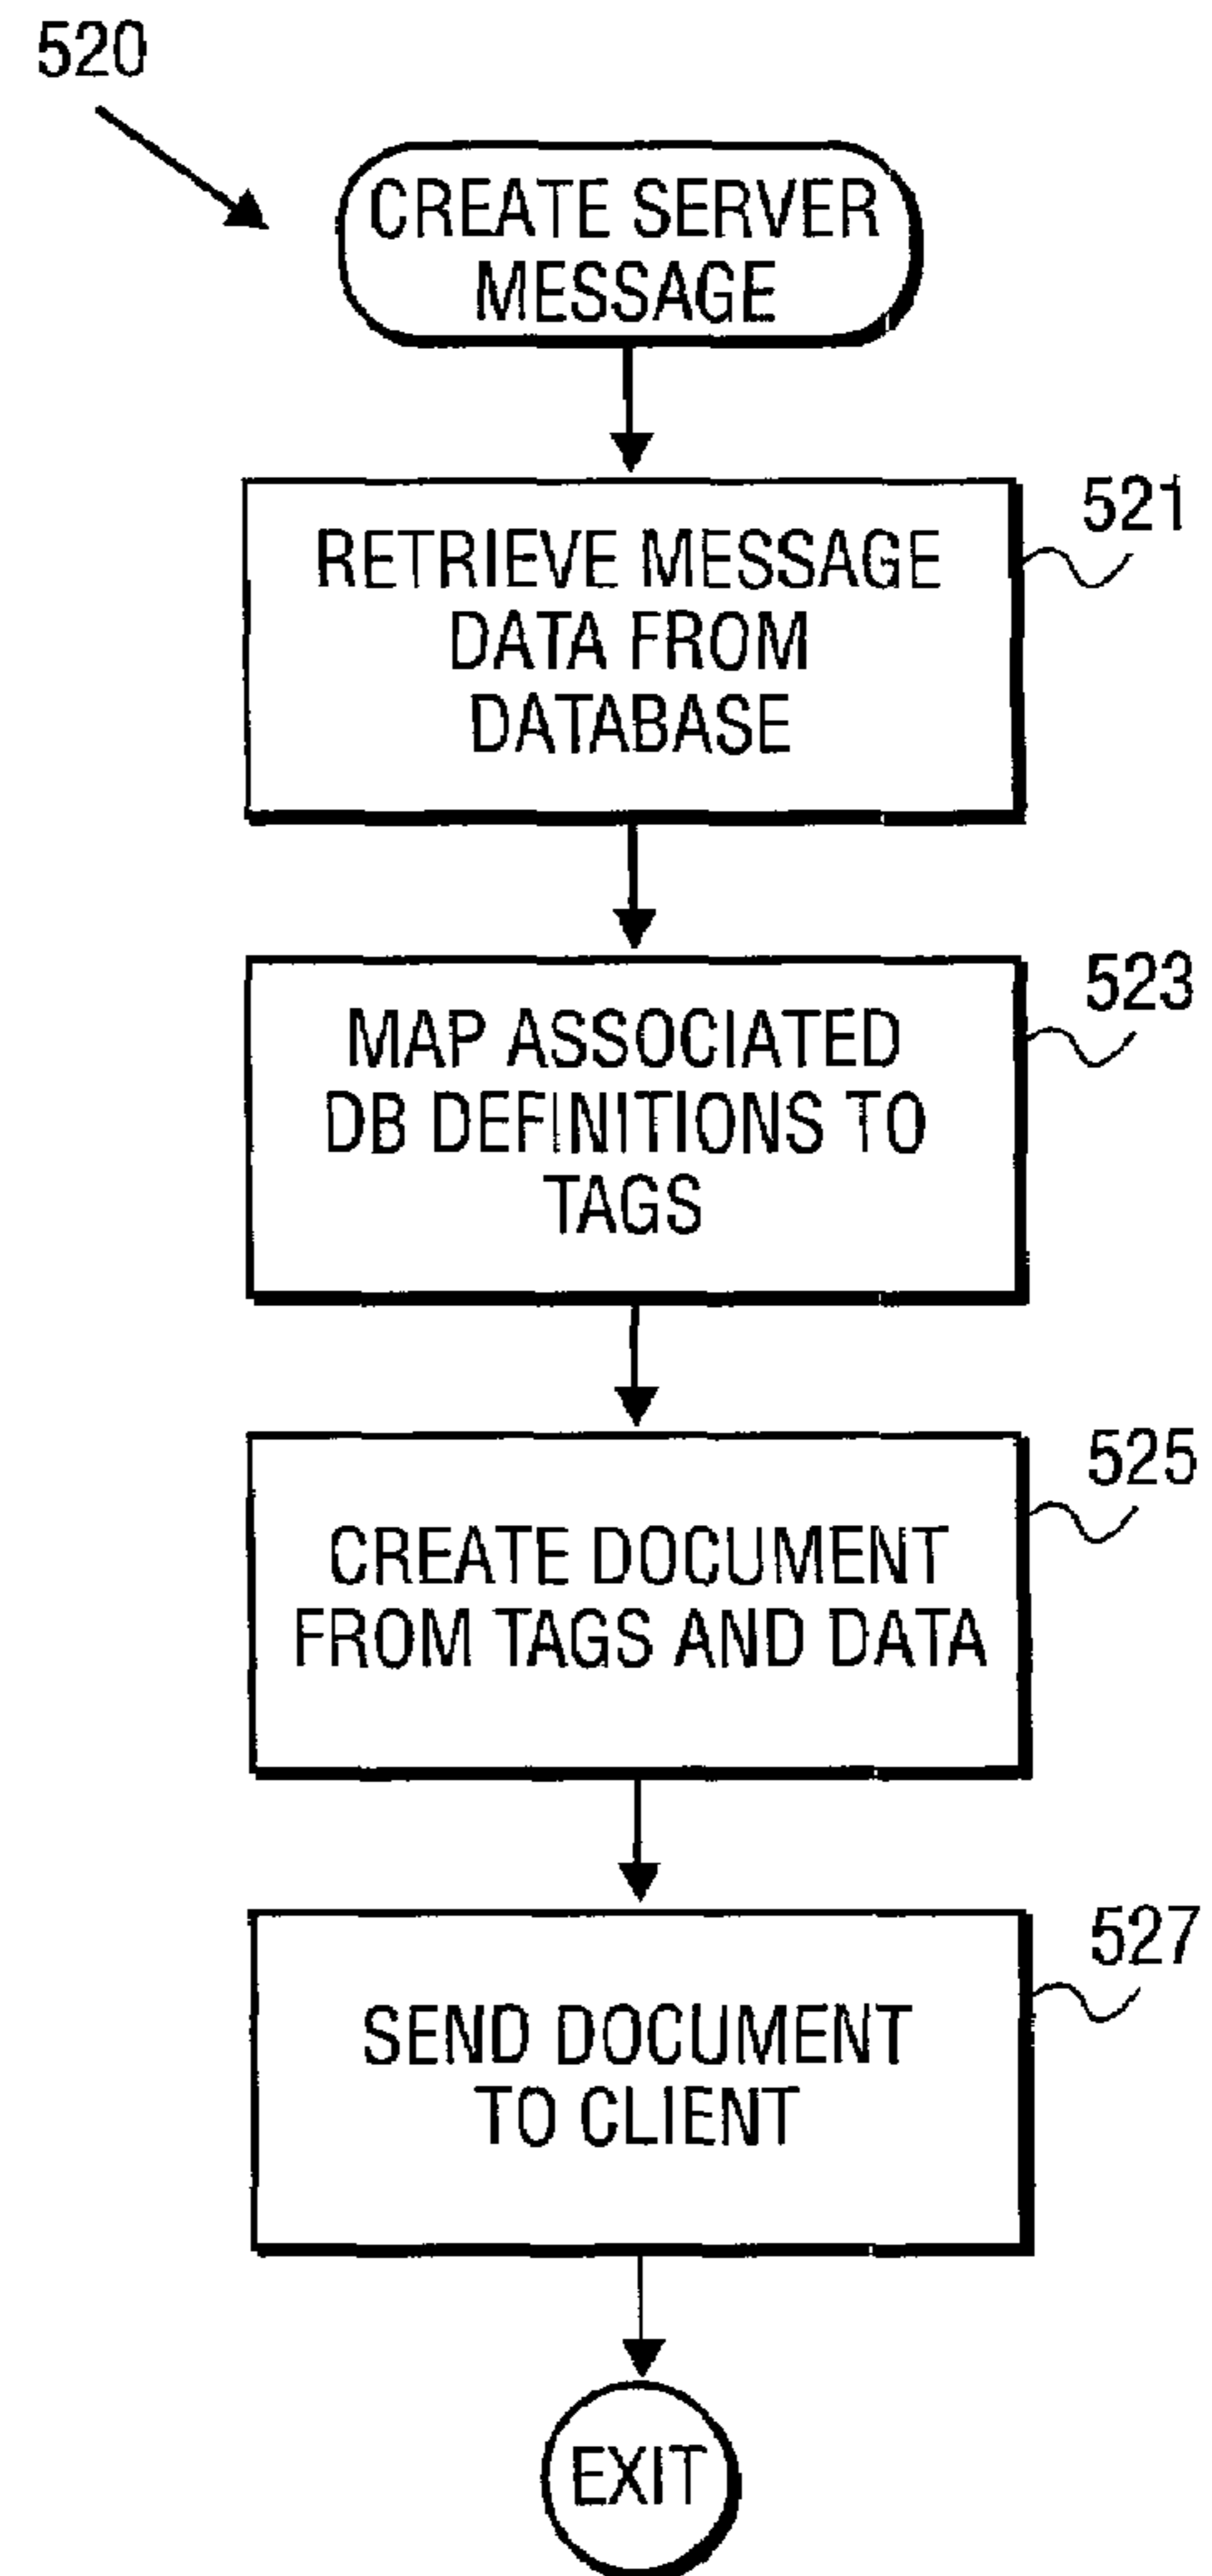 520
CREATE SERVER
MESSAGE
521
RETRIEVE MESSAGE
DATA FROM
DATABASE
523
MAP ASSOCIATED
DB DEFINITIONS TO
TAGS
525
CREATE DOCUMENT
FROM TAGS AND DATA
527
SEND DOCUMENT
TO CLIENT
EXIT